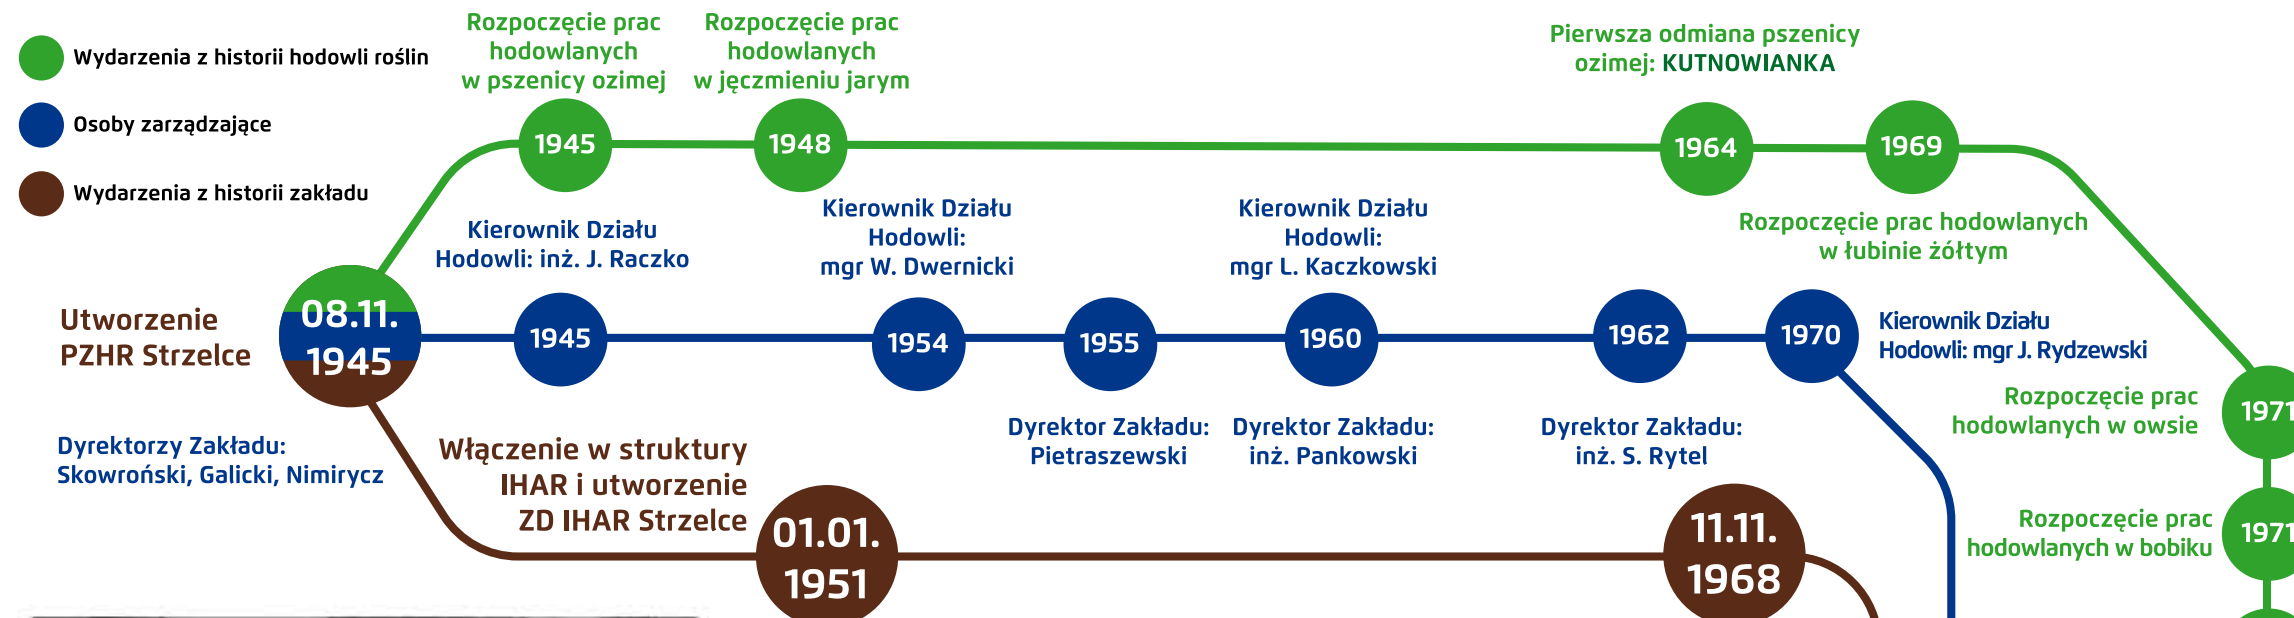 Wydarzenia z historii hodowli roślin
Osoby zarządzające
Wydarzenia z historii zakładu
Rozpoczęcie prac
hodowlanych
w pszenicy ozimej
1945
Rozpoczęcie prac
hodowlanych
w jęczmieniu jarym
1948
Pierwsza odmiana pszenicy
ozimej: KUTNOWIANKA
1964
1969
Rozpoczęcie prac hodowlanych
w łubinie żółtym
Utworzenie
PZHR Strzelce
08.11.
1945
Dyrektorzy Zakładu:
Skowroński, Galicki, Nimirycz
Kierownik Działu
Hodowli: inż. J. Raczko
1945
Kierownik Działu
Hodowli:
mgr W. Dwernicki
1954
1955
Dyrektor Zakładu:
Pietraszewski
Kierownik Działu
Hodowli:
mgr L. Kaczkowski
1960
Dyrektor Zakładu:
inż. Pankowski
1962
Dyrektor Zakładu:
inż. S. Rytel
1970
Kierownik Działu
Hodowli: mgr J. Rydzewski
Rozpoczęcie prac
hodowlanych w owsie
1971
Rozpoczęcie prac
hodowlanych w bobiku
1971
Włączenie w struktury
IHAR i utworzenie
ZD IHAR Strzelce
01.01.
1951
11.11.
1968